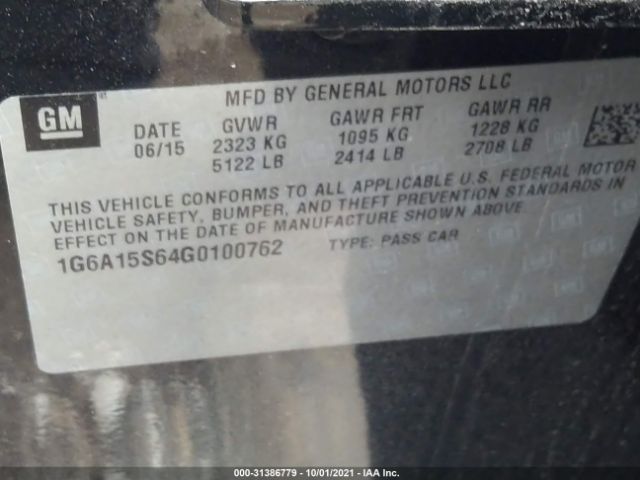 GM
MFD BY GENERAL MOTORS LLC
DATE GVWR GAWR FRT GAWR RR
06/15 2323 KG 1095 KG 1228 KG
5122 LB 2414 LB 2708 LB
THIS VEHICLE CONFORMS TO ALL APPLICABLE U.S. FEDERAL MOTOR
VEHICLE SAFETY, BUMPER, AND THEFT PREVENTION STANDARDS IN
EFFECT ON THE DATE OF MANUFACTURE SHOWN ABOVE.
1G6A15S64G0100762 TYPE: PASS CAR
000-31386779 - 10/01/2021 - IAA Inc.